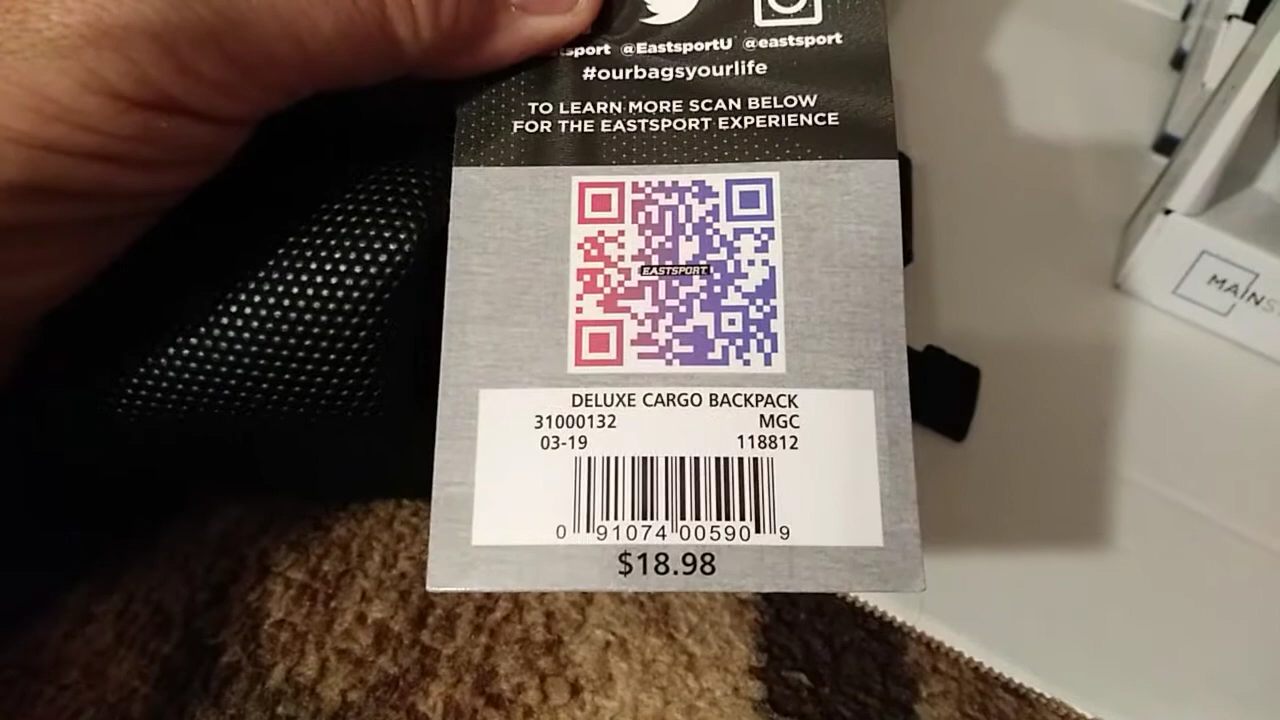 @EastsportU @eastsport
#ourbagsyourlife
TO LEARN MORE SCAN BELOW
FOR THE EASTSPORT EXPERIENCE
EASTSPORT
DELUXE CARGO BACKPACK
31000132 MGC
03-19 118812
0 91074 00590 9
$18.98